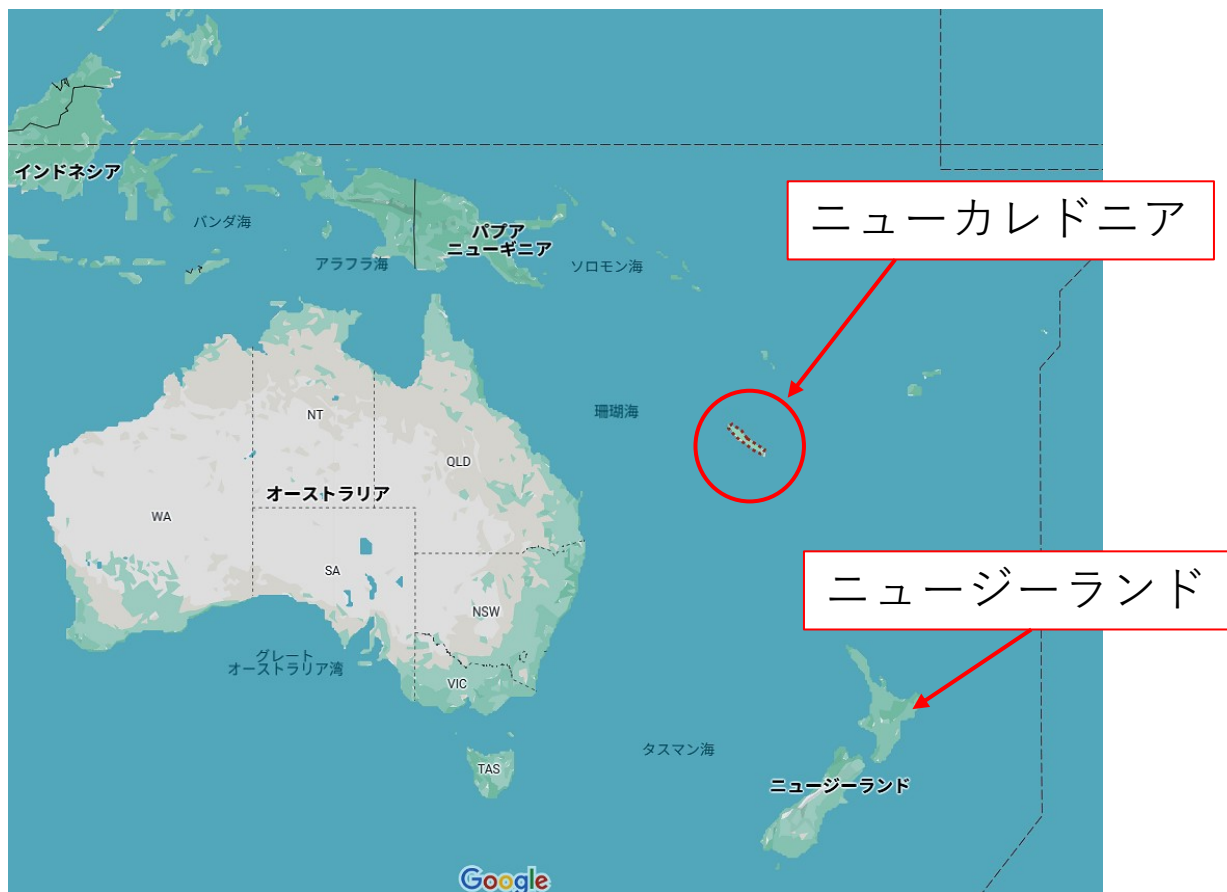 インドネシア
バンダ海
アラフラ海
パプア
ニューギニア
ソロモン海
ニューカレドニア
珊瑚海
NT
QLD
オーストラリア
WA
SA
NSW
グレート
オーストラリア湾
VIC
ニュージーランド
タスマン海
TAS
ニュージーランド
Google